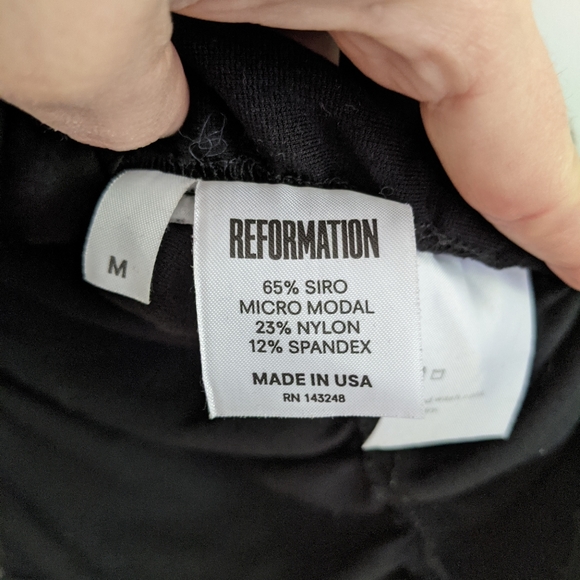 M
REFORMATION
65% SIRO
MICRO MODAL
23% NYLON
12% SPANDEX
MADE IN USA
RN 143248